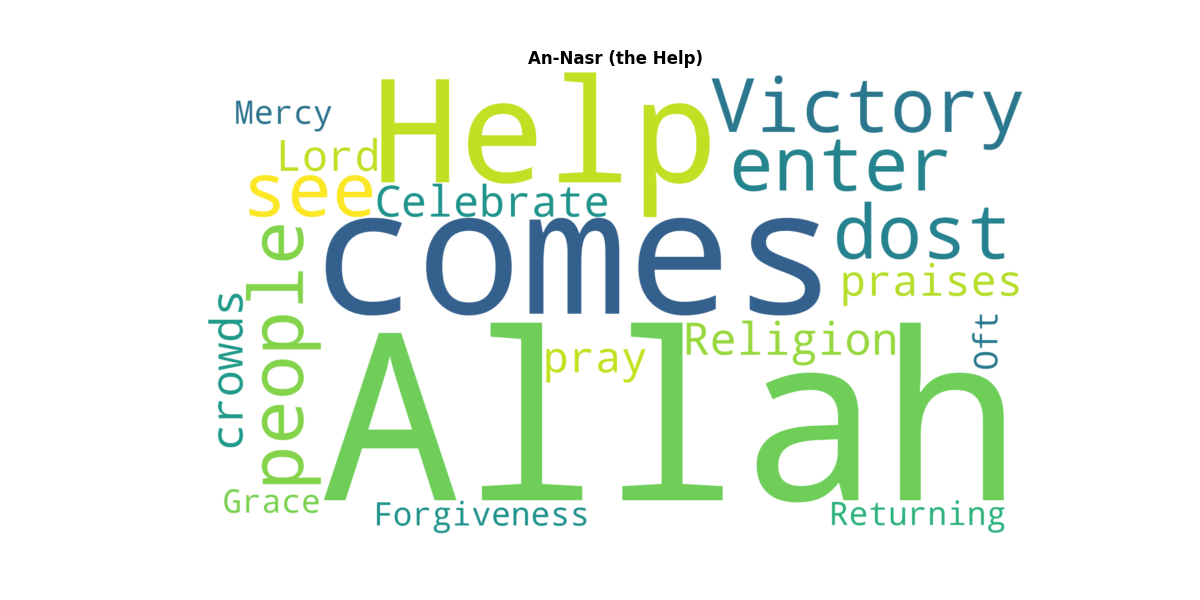 An-Nasr (the Help)
Mercy
Help
Victory
Lord
enter
see
Celebrate
comes
dost
people
praises
crowds
pray
Religion
Oft
Allah
Grace
Forgiveness
Returning